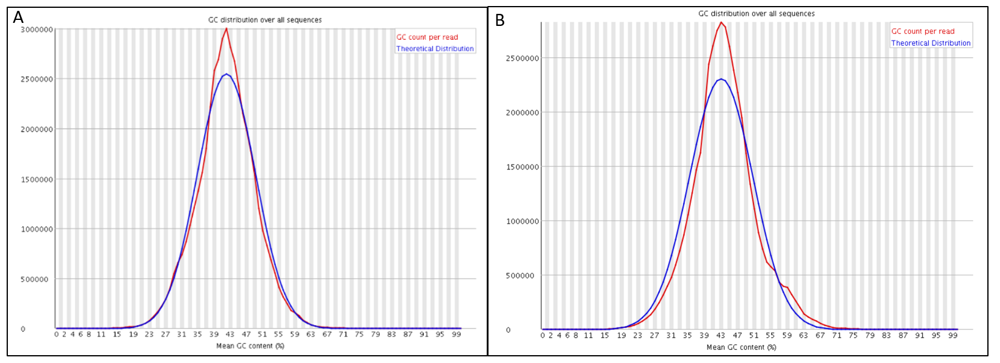 A
GC distribution over all sequences
3000000
2500000
2000000
1500000
1000000
500000
0
GC count per read
Theoretical Distribution
0 2 4 6 8 11 15 19 23 27 31 35 39 43 47 51 55 59 63 67 71 75 79 83 87 91 95 99
Mean GC content (%)
B
GC distribution over all sequences
2500000
2000000
1500000
1000000
500000
0
GC count per read
Theoretical Distribution
0 2 4 6 8 11 15 19 23 27 31 35 39 43 47 51 55 59 63 67 71 75 79 83 87 91 95 99
Mean GC content (%)